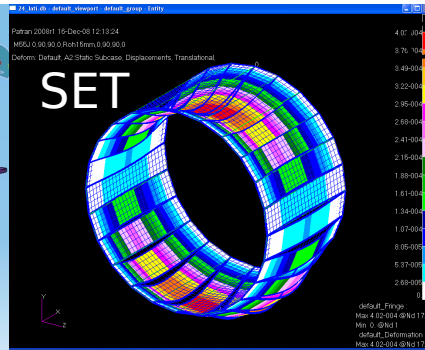 24_lati.db - default_viewport - default_group - Entity
Patran 2008r1 16-Dec-08 12:13:24
M55J 0,90,90,0,Roh15mm,0,90,90,0
Deform: Default, A2:Static Subcase, Displacements, Translational,
SET
3.49-004
3.22-004
2.95-004
2.68-004
2.41-004
2.15-004
1.88-004
1.61-004
1.34-004
1.07-004
8.05-005
5.37-005
2.68-005
0.
Y
X
Z
default_Fringe :
Max 4.02-004 @Nd 17
Min 0. @Nd 1
default_Deformation
Max 4.02-004 @Nd 17